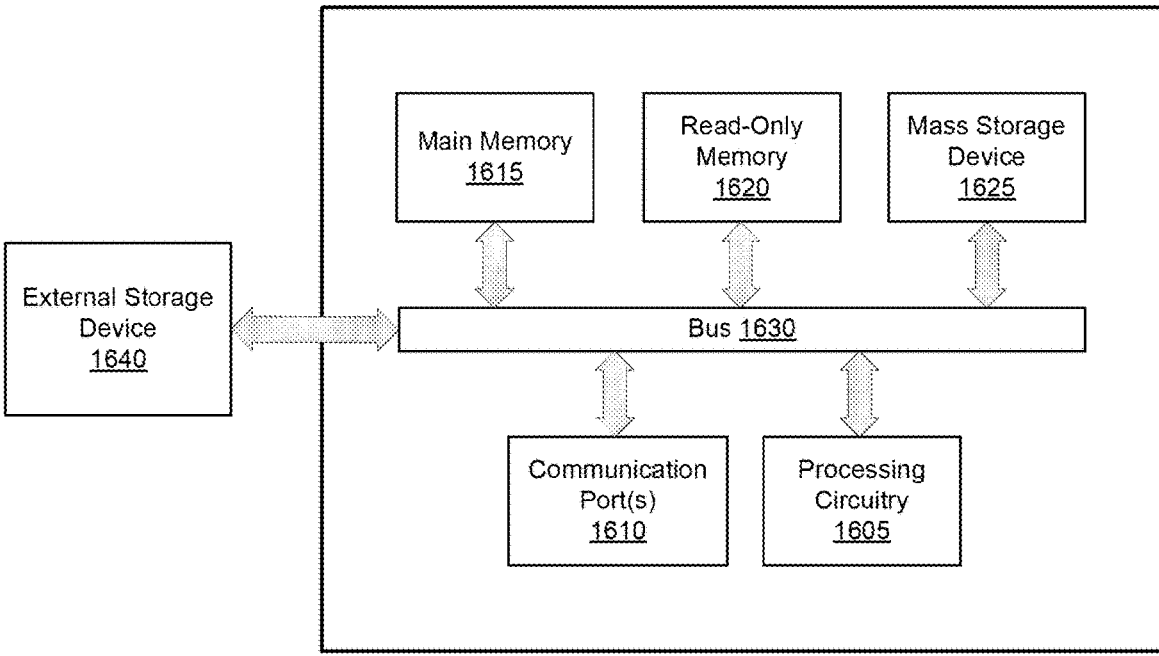 Main Memory
1615
Read-Only
Memory
1620
Mass Storage
Device
1625
External Storage
Device
1640
Bus 1630
Communication
Port(s)
1610
Processing
Circuitry
1605